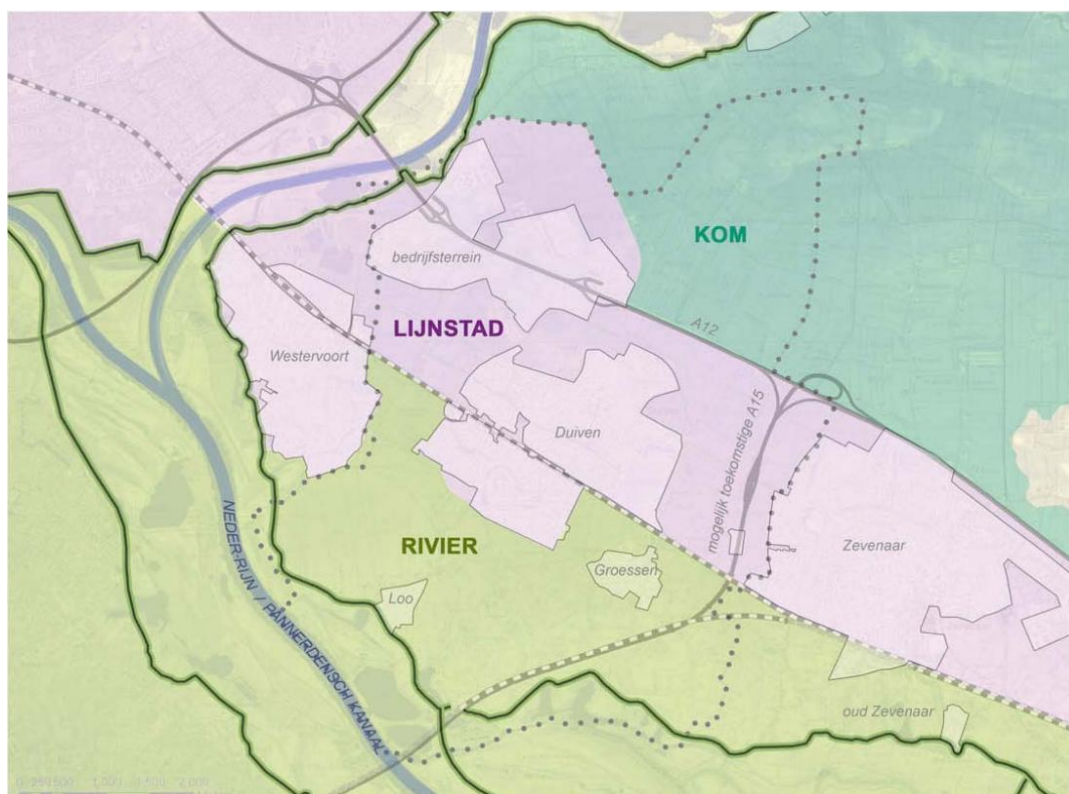 KOM
bedrijfsterrein
A12
LIJNSTAD
Westervoort
mogelijk toekomstige A15
Duiven
RIVIER
Zevenaar
Groessen
Loo
NEDER-RIJN / PANNERDENSCH KANAAL
oud Zevenaar